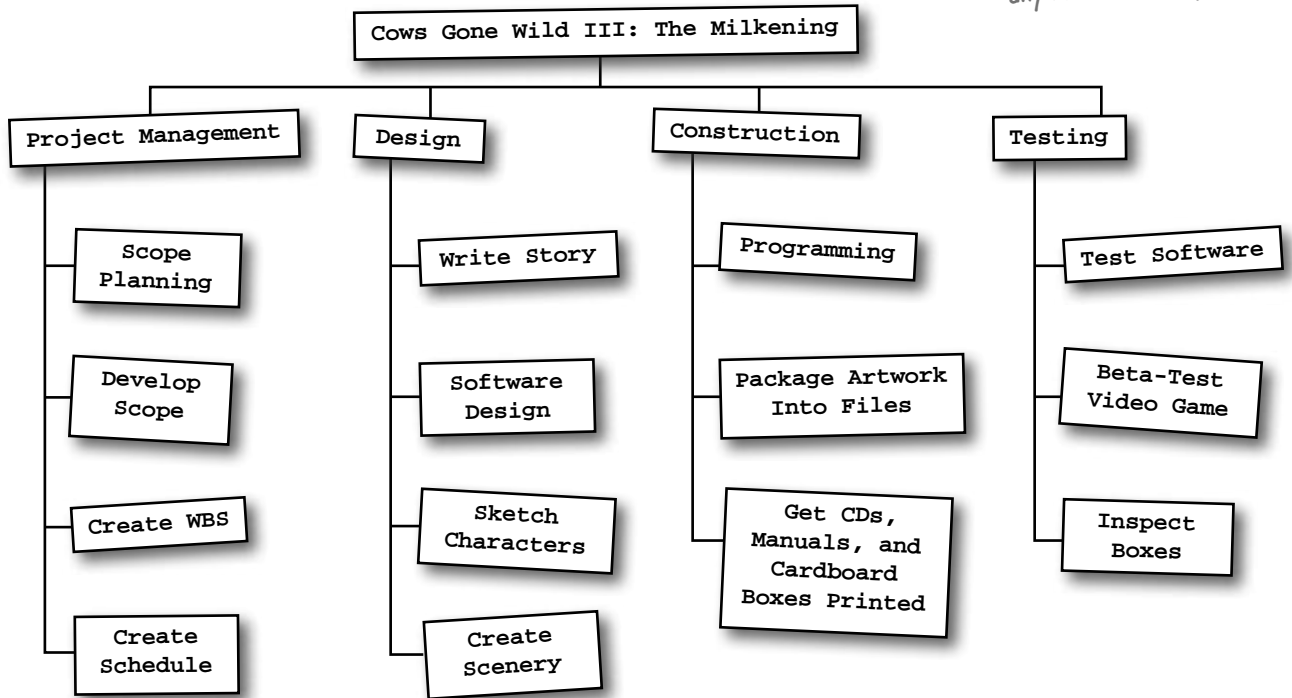 Cows Gone Wild III: The Milkening
Project Management
Design
Construction
Testing
Scope
Planning
Develop
Scope
Create WBS
Create
Schedule
Write Story
Software
Design
Sketch
Characters
Create
Scenery
Programming
Package Artwork
Into Files
Get CDs,
Manuals, and
Cardboard
Boxes Printed
Test Software
Beta-Test
Video Game
Inspect
Boxes